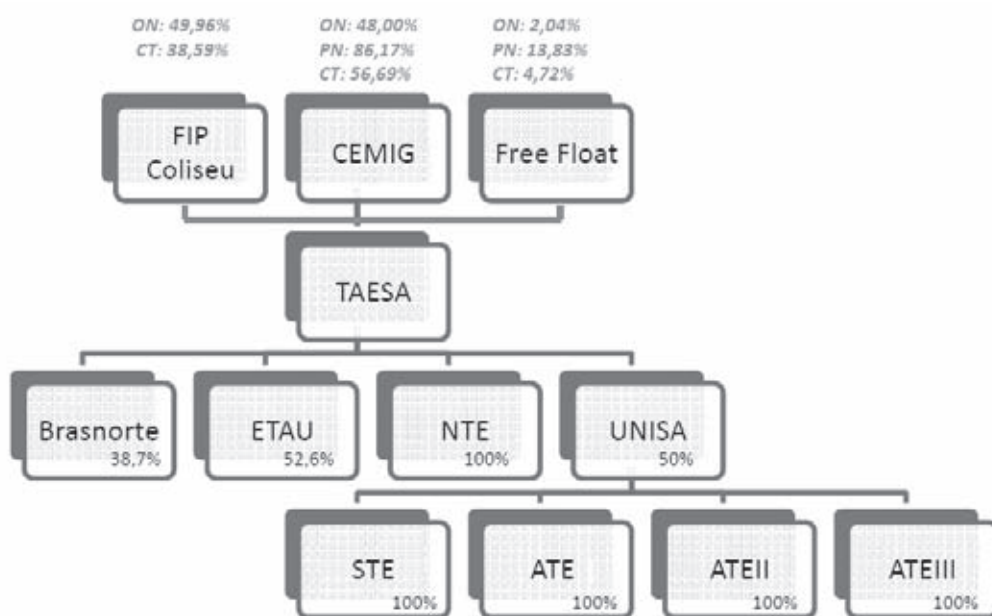 ON: 49,96%
CT: 38,59%
ON: 48,00%
PN: 86,17%
CT: 56,69%
ON: 2,04%
PN: 13,83%
CT: 4,72%
FIP
Coliseu
CEMIG
Free Float
TAESA
Brasnorte
38,7%
ETAU
52,6%
NTE
100%
UNISA
50%
STE
100%
ATE
100%
ATEII
100%
ATEIII
100%